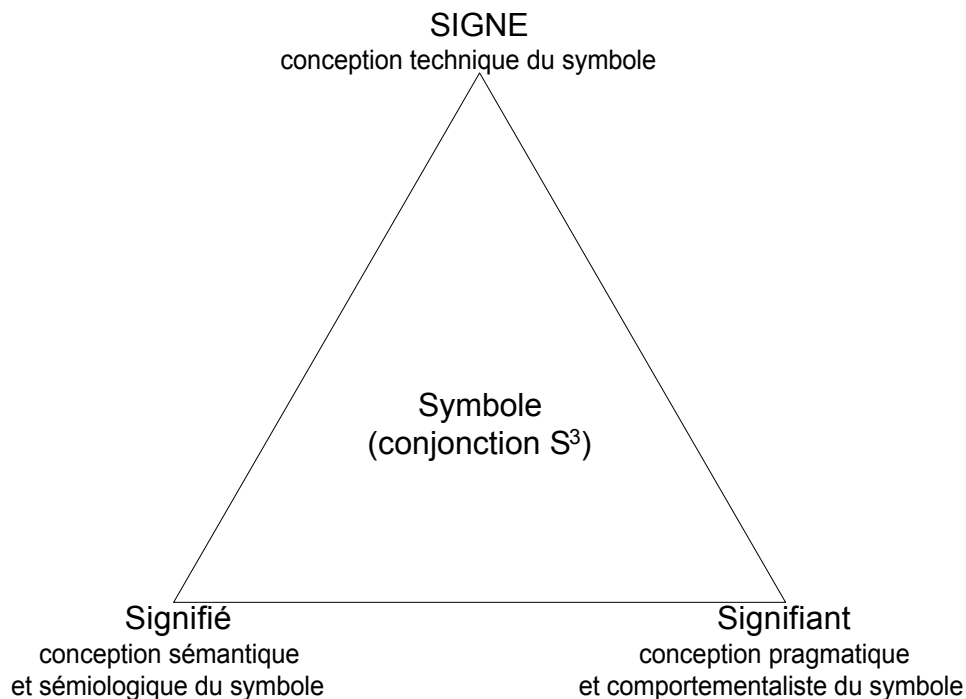 SIGNE
conception technique du symbole
Symbole
(conjonction S³)
Signifié
conception sémantique
et sémiologique du symbole
Signifiant
conception pragmatique
et comportementaliste du symbole